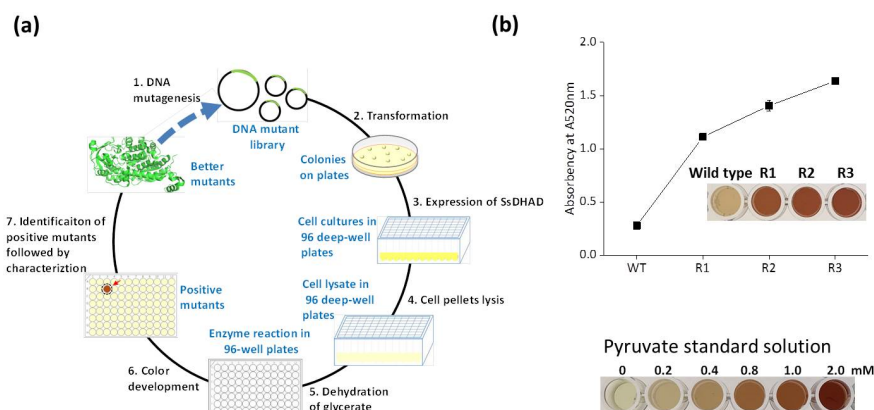 (a)
1. DNA
mutagenesis
DNA mutant
library
2. Transformation
Colonies
on plates
3. Expression of SsDHAD
Cell cultures in
96 deep-well
plates
Cell lysate in
96 deep-well
plates
4. Cell pellets lysis
Enzyme reaction in
96-well plates
5. Dehydration
of glycerate
6. Color
development
Positive
mutants
7. Identificaiton of
positive mutants
followed by
characteriztion
Better
mutants
(b)
Absorbency at A520nm
2.0
1.5
1.0
0.5
0.0
Wild type R1 R2 R3
WT R1 R2 R3
Pyruvate standard solution
0 0.2 0.4 0.8 1.0 2.0 mM